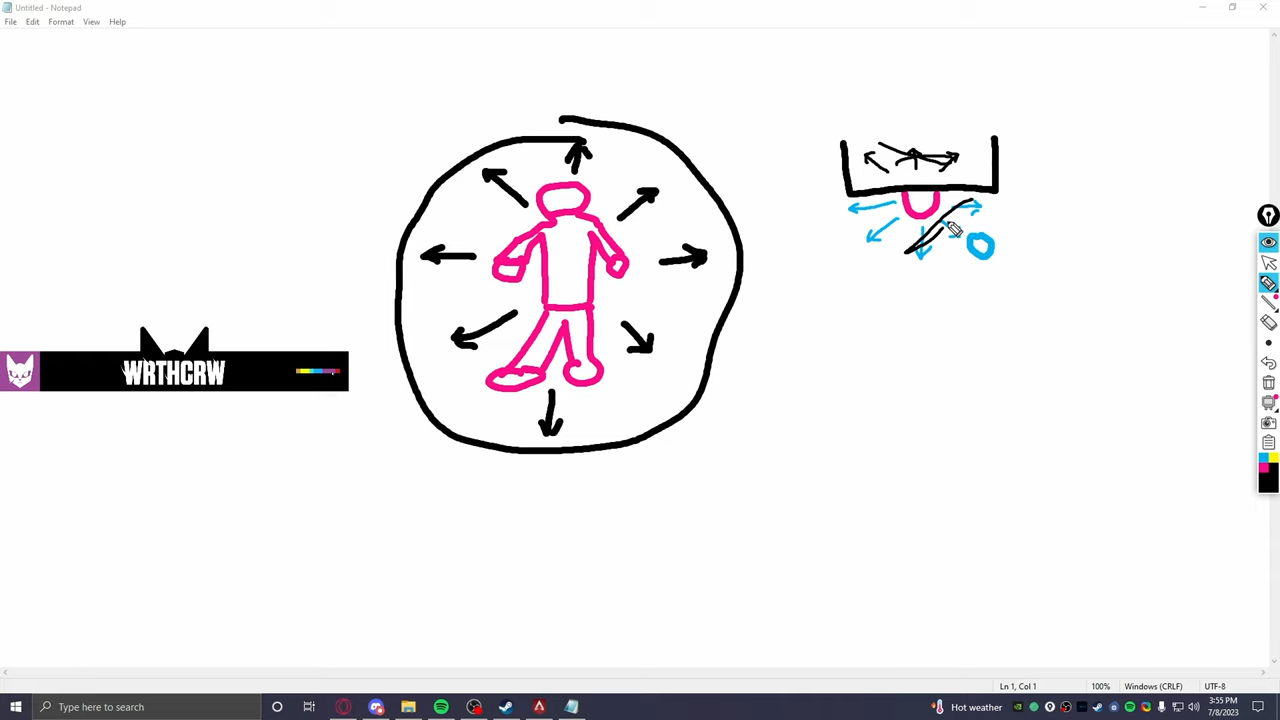 Untitled - Notepad
File Edit Format View Help
WRTHCRW
Ln 1, Col 1 100% Windows (CRLF) UTF-8
Type here to search
Hot weather
3:55 PM
7/8/2023